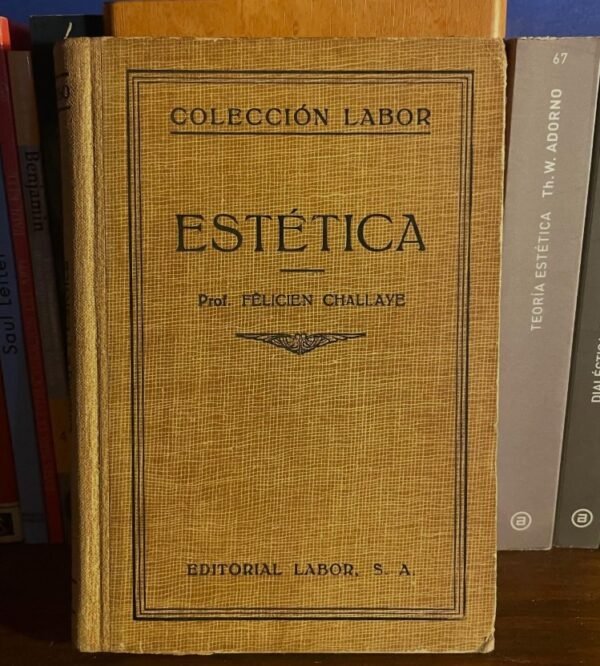 COLECCIÓN LABOR
ESTÉTICA
Prof. FÉLICIEN CHALLAYE
EDITORIAL LABOR, S. A.
Saul Leiter
Benjamin
67
TEORÍA ESTÉTICA Th. W. ADORNO